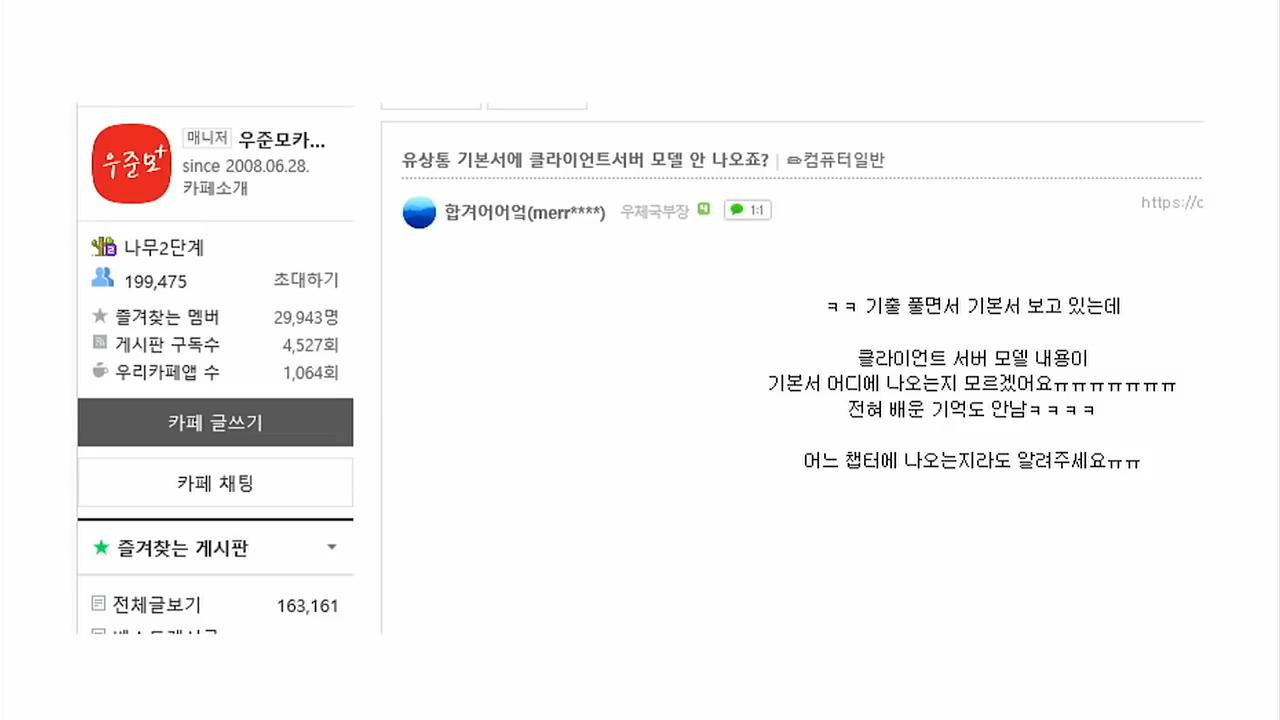 우준모+
매니저 우준모카...
since 2008.06.28.
카페소개
나무2단계
199,475 초대하기
즐겨찾는 멤버 29,943명
게시판 구독수 4,527회
우리카페앱 수 1,064회
카페 글쓰기
카페 채팅
즐겨찾는 게시판
전체글보기 163,161
유상통 기본서에 클라이언트서버 모델 안 나오죠? | ✏컴퓨터일반
합겨어어엌(merr****) 우체국부장 1:1
https://c
ㅋㅋ 기출 풀면서 기본서 보고 있는데
클라이언트 서버 모델 내용이
기본서 어디에 나오는지 모르겠어요ㅠㅠㅠㅠㅠㅠㅠ
전혀 배운 기억도 안남ㅋㅋㅋㅋ
어느 챕터에 나오는지라도 알려주세요ㅠㅠ